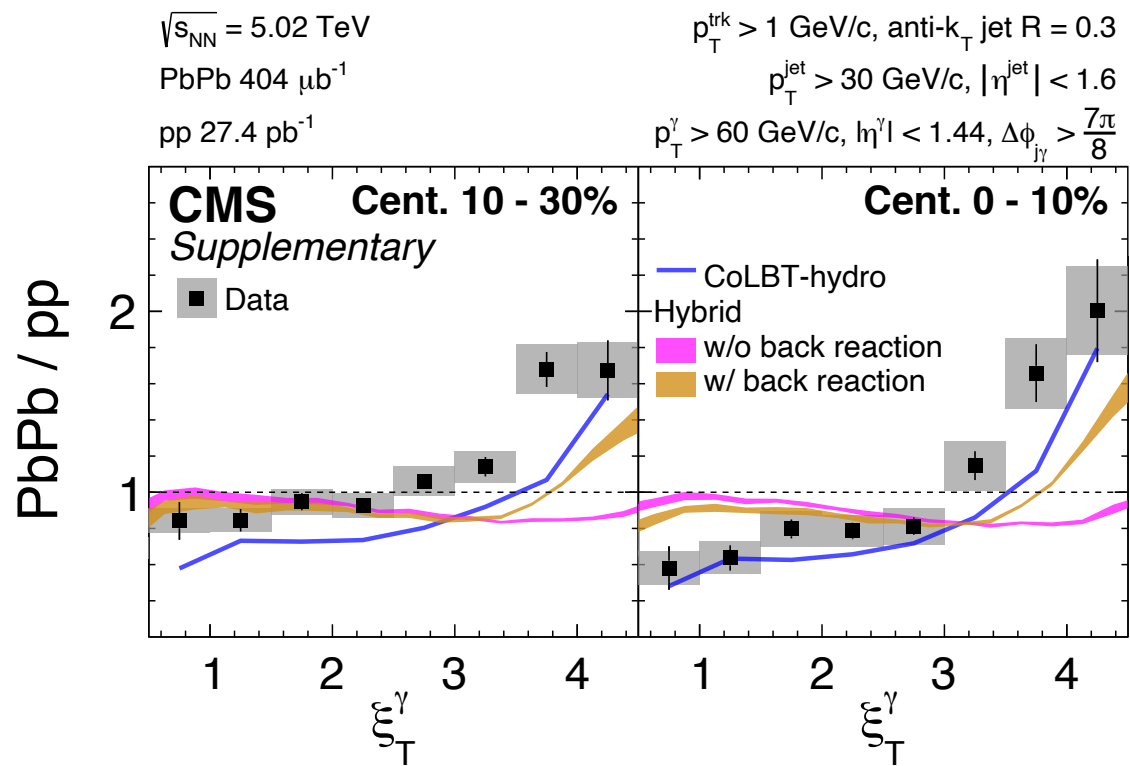 √s_NN = 5.02 TeV
PbPb 404 μb⁻¹
pp 27.4 pb⁻¹
p_T^trk > 1 GeV/c, anti-k_T jet R = 0.3
p_T^jet > 30 GeV/c, |η^jet| < 1.6
p_T^γ > 60 GeV/c, |η^γ| < 1.44, Δϕ_jγ > 7π/8
CMS
Supplementary
Cent. 10 - 30%
Data
Cent. 0 - 10%
CoLBT-hydro
Hybrid
w/o back reaction
w/ back reaction
PbPb / pp
2
1
1 2 3 4
1 2 3 4
ξ_T^γ
ξ_T^γ